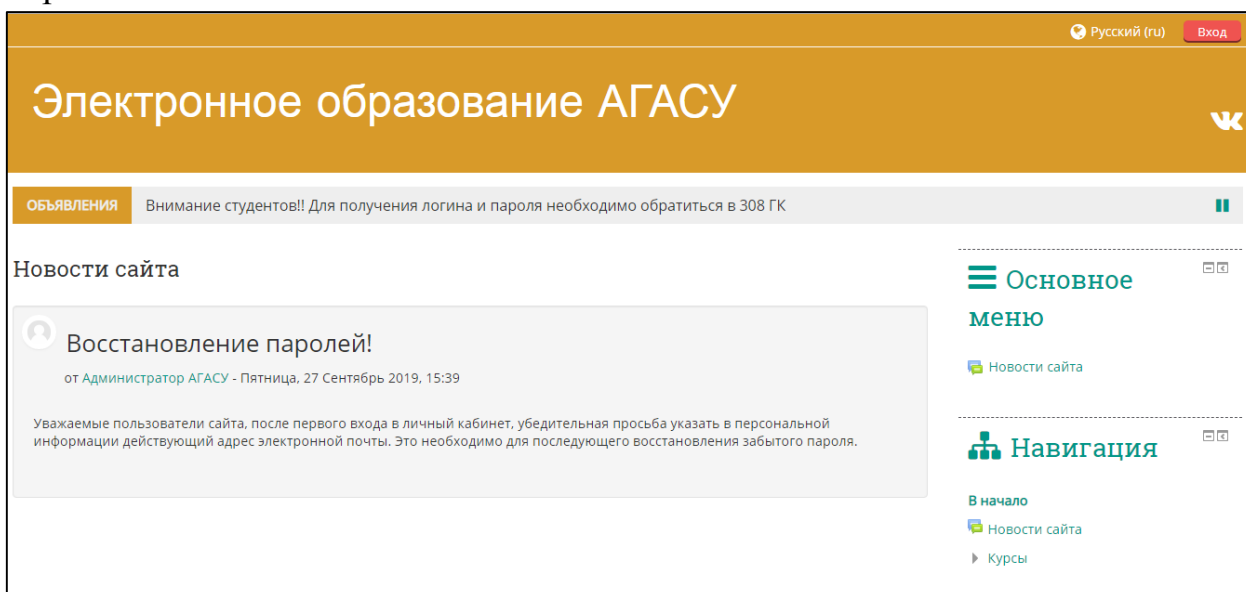 Русский (ru) Вход
Электронное образование АГАСУ
ОБЪЯВЛЕНИЯ Внимание студентов!! Для получения логина и пароля необходимо обратиться в 308 ГК
Новости сайта
Восстановление паролей!
от Администратор АГАСУ - Пятница, 27 Сентябрь 2019, 15:39
Уважаемые пользователи сайта, после первого входа в личный кабинет, убедительная просьба указать в персональной
информации действующий адрес электронной почты. Это необходимо для последующего восстановления забытого пароля.
Основное
меню
Новости сайта
Навигация
В начало
Новости сайта
Курсы